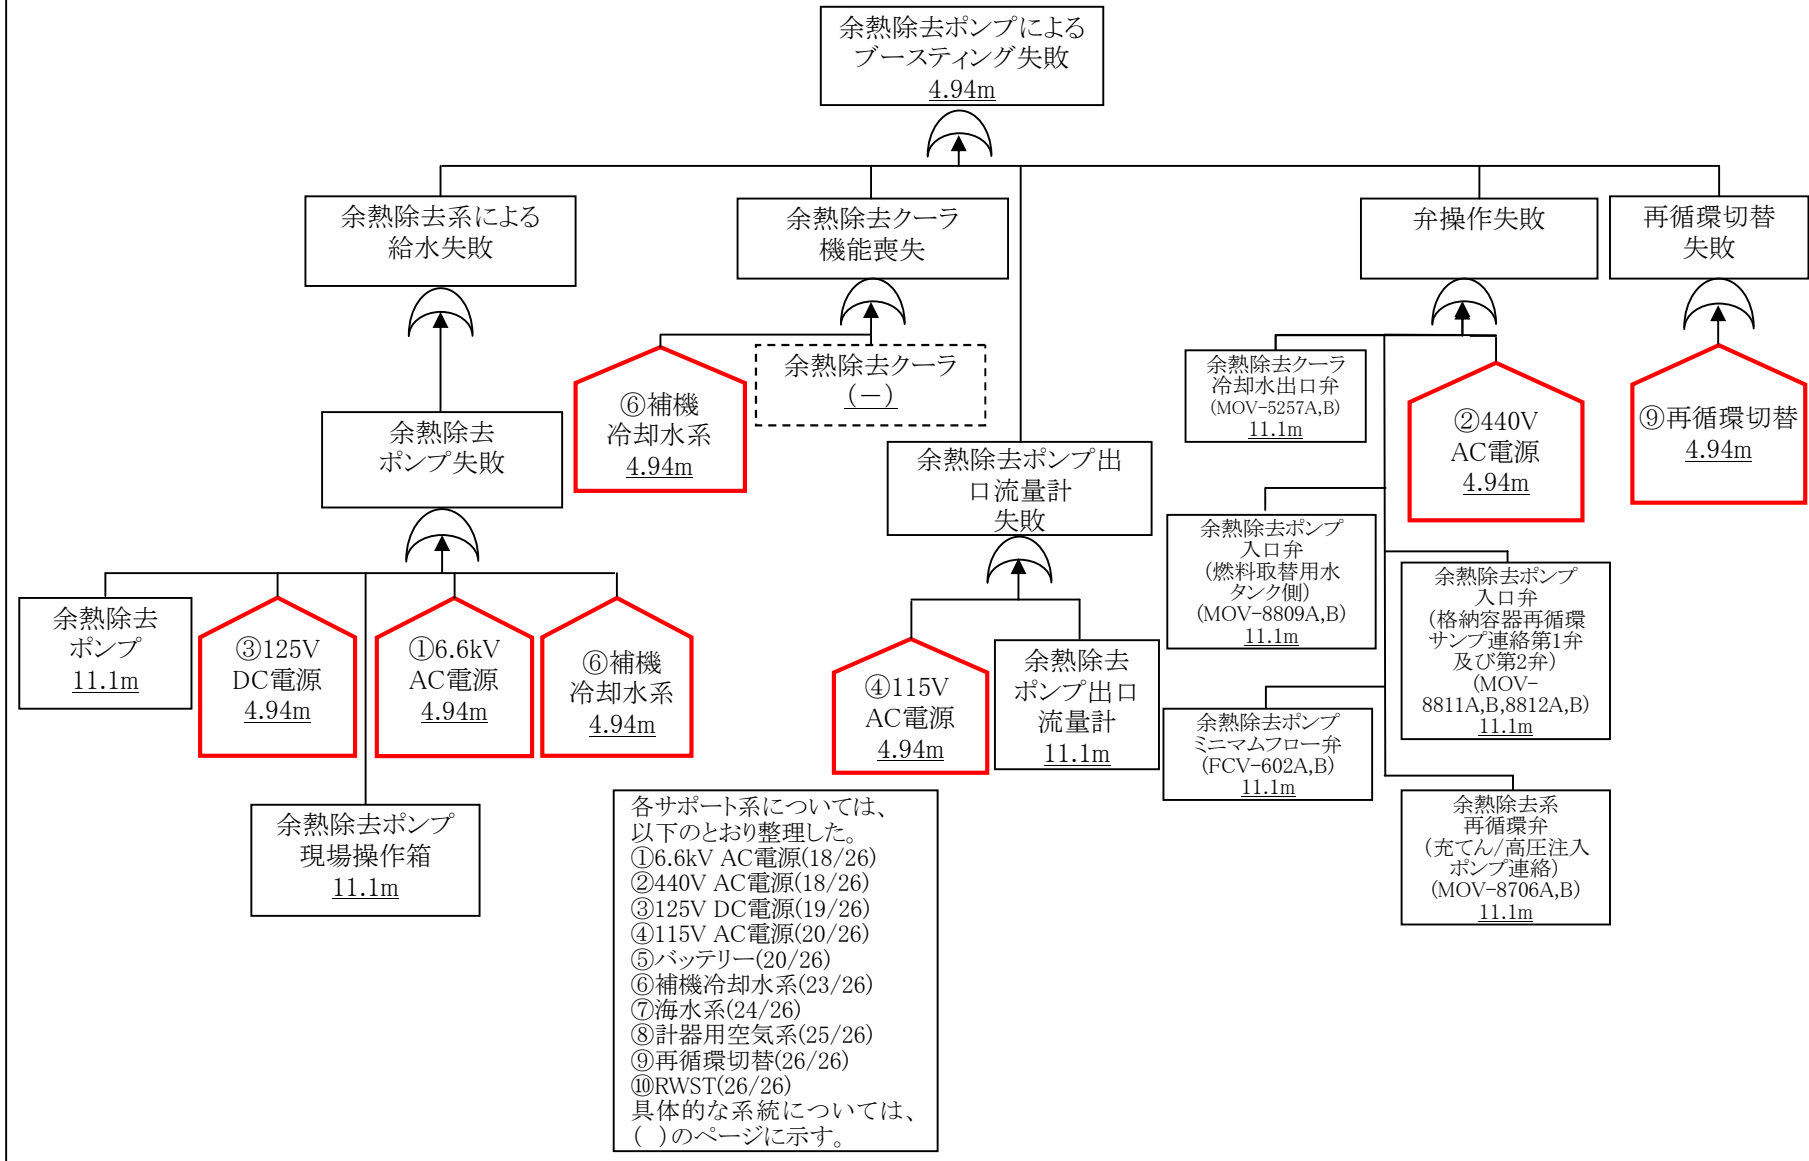 余熱除去ポンプによる
ブースティング失敗
4.94m
余熱除去系による
給水失敗
余熱除去クーラ
機能喪失
弁操作失敗
再循環切替
失敗
⑥補機
冷却水系
4.94m
余熱除去クーラ
(－)
余熱除去クーラ
冷却水出口弁
(MOV-5257A,B)
11.1m
②440V
AC電源
4.94m
⑨再循環切替
4.94m
余熱除去
ポンプ失敗
余熱除去ポンプ出
口流量計
失敗
余熱除去ポンプ
入口弁
(燃料取替用水
タンク側)
(MOV-8809A,B)
11.1m
余熱除去ポンプ
入口弁
(格納容器再循環
サンプ連絡第1弁
及び第2弁)
(MOV-
8811A,B,8812A,B)
11.1m
余熱除去
ポンプ
11.1m
③125V
DC電源
4.94m
①6.6kV
AC電源
4.94m
⑥補機
冷却水系
4.94m
④115V
AC電源
4.94m
余熱除去
ポンプ出口
流量計
11.1m
余熱除去ポンプ
ミニマムフロー弁
(FCV-602A,B)
11.1m
余熱除去ポンプ
現場操作箱
11.1m
余熱除去系
再循環弁
(充てん/高圧注入
ポンプ連絡)
(MOV-8706A,B)
11.1m
各サポート系については、
以下のとおり整理した。
①6.6kV AC電源(18/26)
②440V AC電源(18/26)
③125V DC電源(19/26)
④115V AC電源(20/26)
⑤バッテリー(20/26)
⑥補機冷却水系(23/26)
⑦海水系(24/26)
⑧計器用空気系(25/26)
⑨再循環切替(26/26)
⑩RWST(26/26)
具体的な系統については、
( )のページに示す。